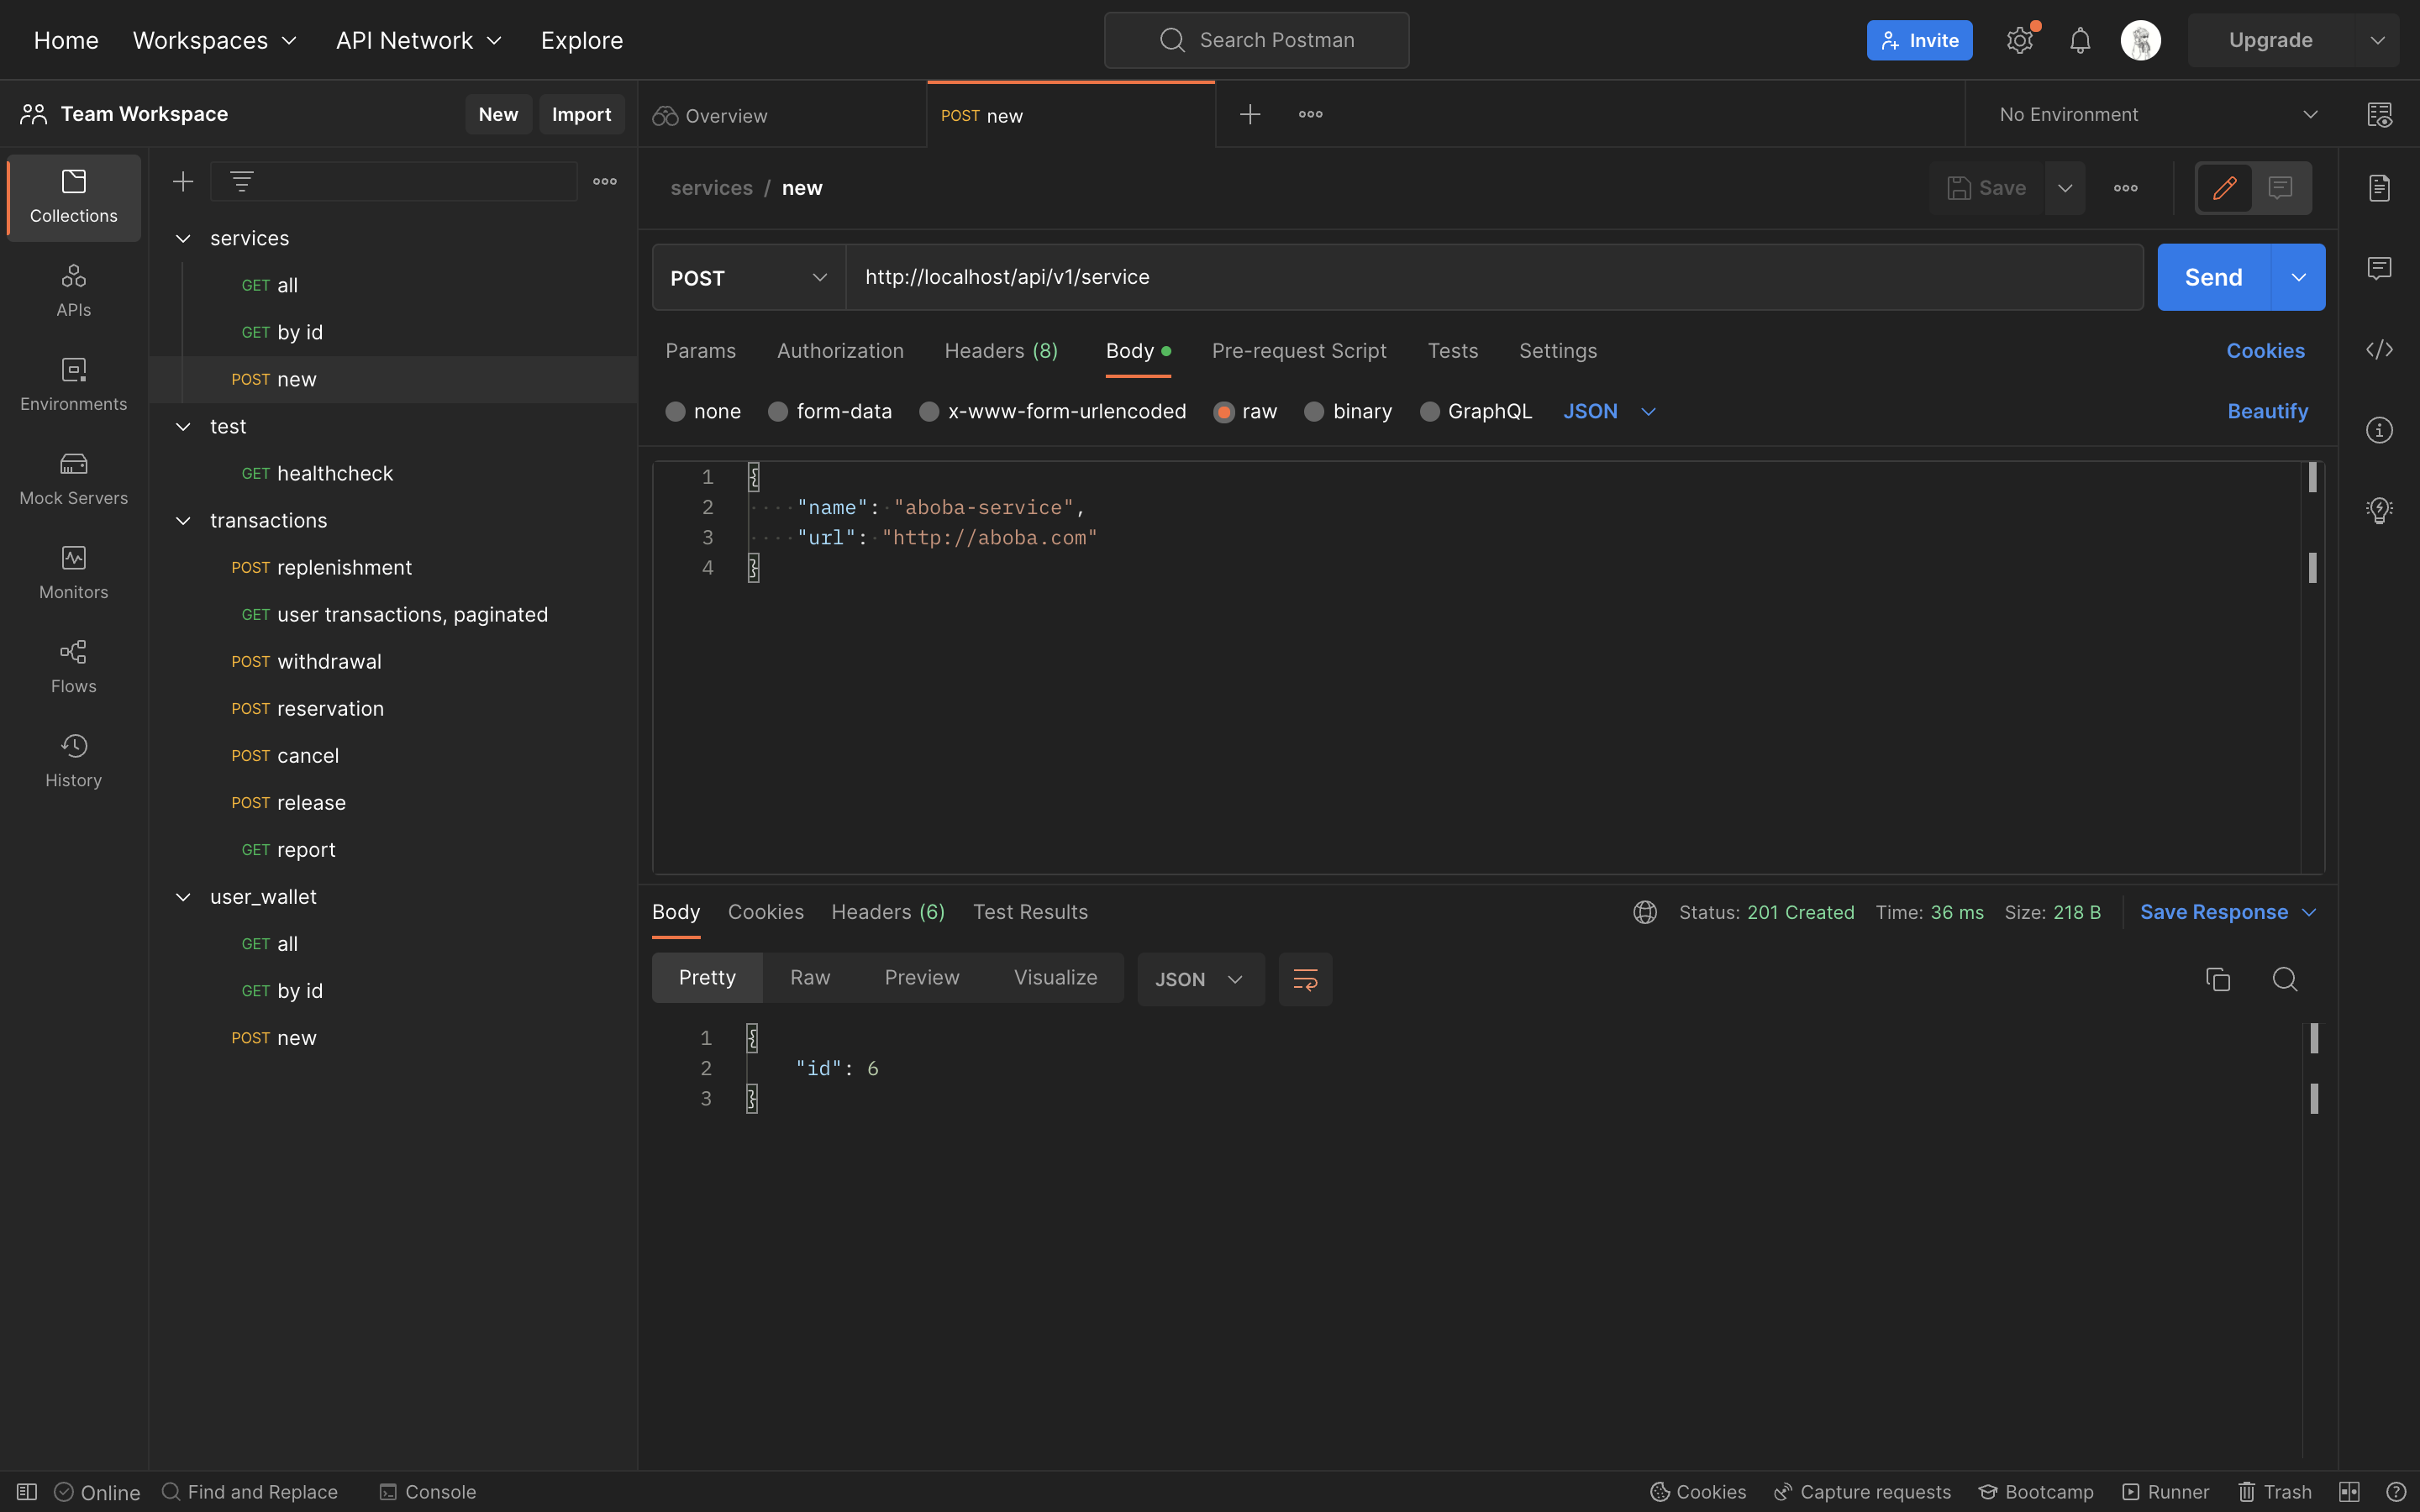 Home Workspaces API Network Explore Search Postman Invite Upgrade
Team Workspace New Import
Overview POST new No Environment
Collections
APIs
Environments
Mock Servers
Monitors
Flows
History
services
GET all
GET by id
POST new
test
GET healthcheck
transactions
POST replenishment
GET user transactions, paginated
POST withdrawal
POST reservation
POST cancel
POST release
GET report
user_wallet
GET all
GET by id
POST new
services / new Save
POST http://localhost/api/v1/service Send
Params Authorization Headers (8) Body Pre-request Script Tests Settings Cookies
none form-data x-www-form-urlencoded raw binary GraphQL JSON Beautify
1 {
2 "name": "aboba-service",
3 "url": "http://aboba.com"
4 }
Body Cookies Headers (6) Test Results Status: 201 Created Time: 36 ms Size: 218 B Save Response
Pretty Raw Preview Visualize JSON
1 {
2 "id": 6
3 }
Online Find and Replace Console Cookies Capture requests Bootcamp Runner Trash